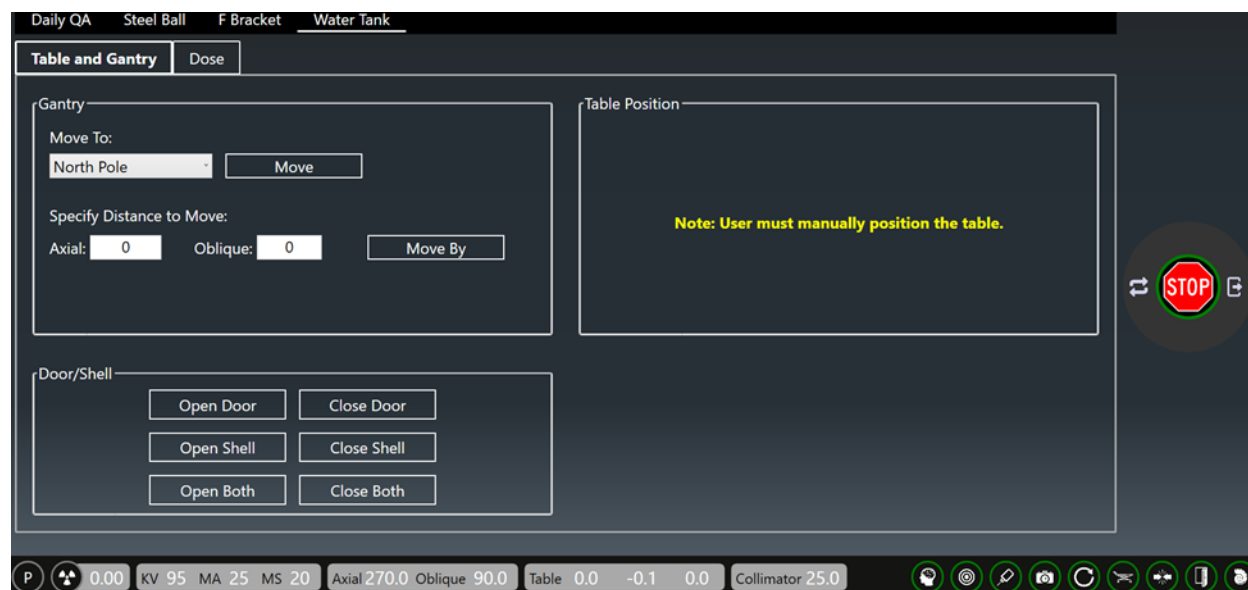 Daily QA Steel Ball F Bracket Water Tank
Table and Gantry Dose
Gantry
Move To:
North Pole Move
Specify Distance to Move:
Axial: 0 Oblique: 0 Move By
Table Position
Note: User must manually position the table.
STOP
Door/Shell
Open Door Close Door
Open Shell Close Shell
Open Both Close Both
P 0.00 KV 95 MA 25 MS 20 Axial 270.0 Oblique 90.0 Table 0.0 -0.1 0.0 Collimator 25.0